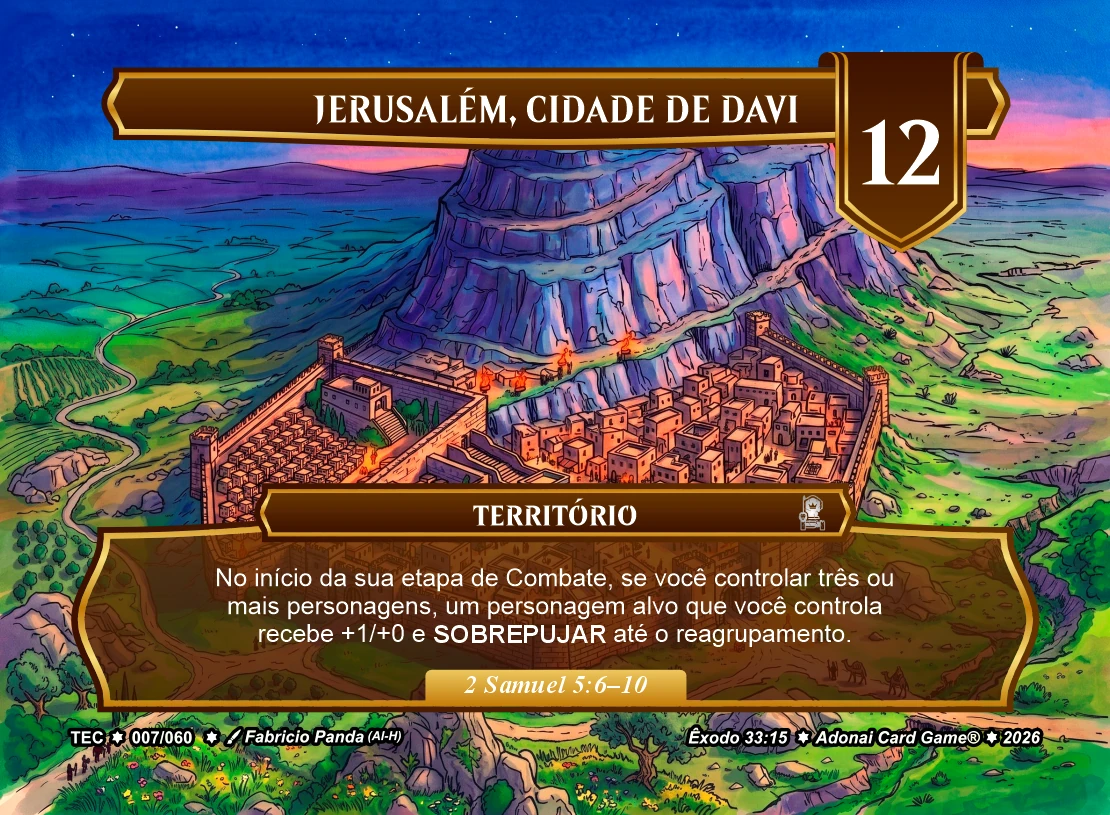 JERUSALÉM, CIDADE DE DAVI
12
TERRITÓRIO
No início da sua etapa de Combate, se você controlar três ou
mais personagens, um personagem alvo que você controla
recebe +1/+0 e SOBREPUJAR até o reagrupamento.
2 Samuel 5:6–10
TEC ✸ 007/060 ✸ Fabrício Panda (AI-H)
Êxodo 33:15 ✸ Adonai Card Game® ✸ 2026